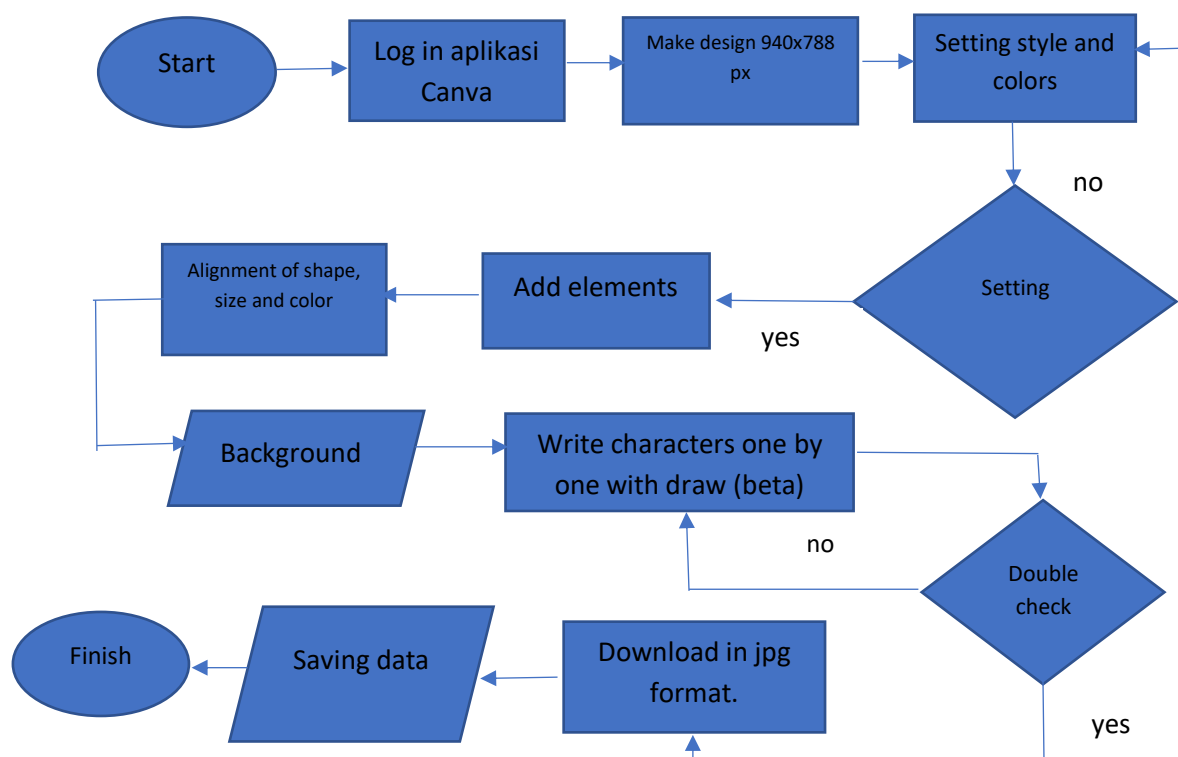 Start
Log in aplikasi
Canva
Make design 940x788
px
Setting style and
colors
no
Setting
yes
Add elements
Alignment of shape,
size and color
Background
Write characters one by
one with draw (beta)
no
Double
check
yes
Download in jpg
format.
Saving data
Finish